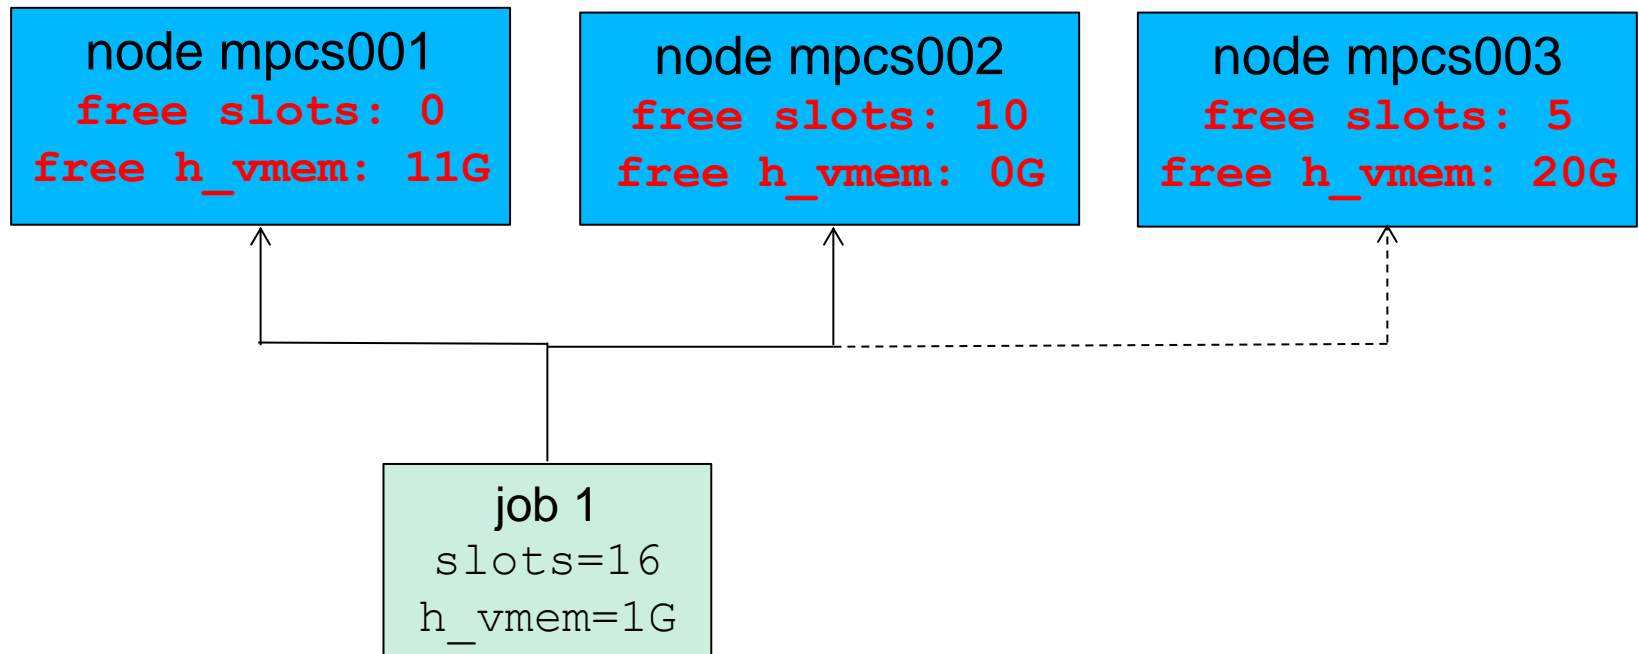 node mpcs001
free slots: 0
free h_vmem: 11G
node mpcs002
free slots: 10
free h_vmem: 0G
node mpcs003
free slots: 5
free h_vmem: 20G
job 1
slots=16
h_vmem=1G